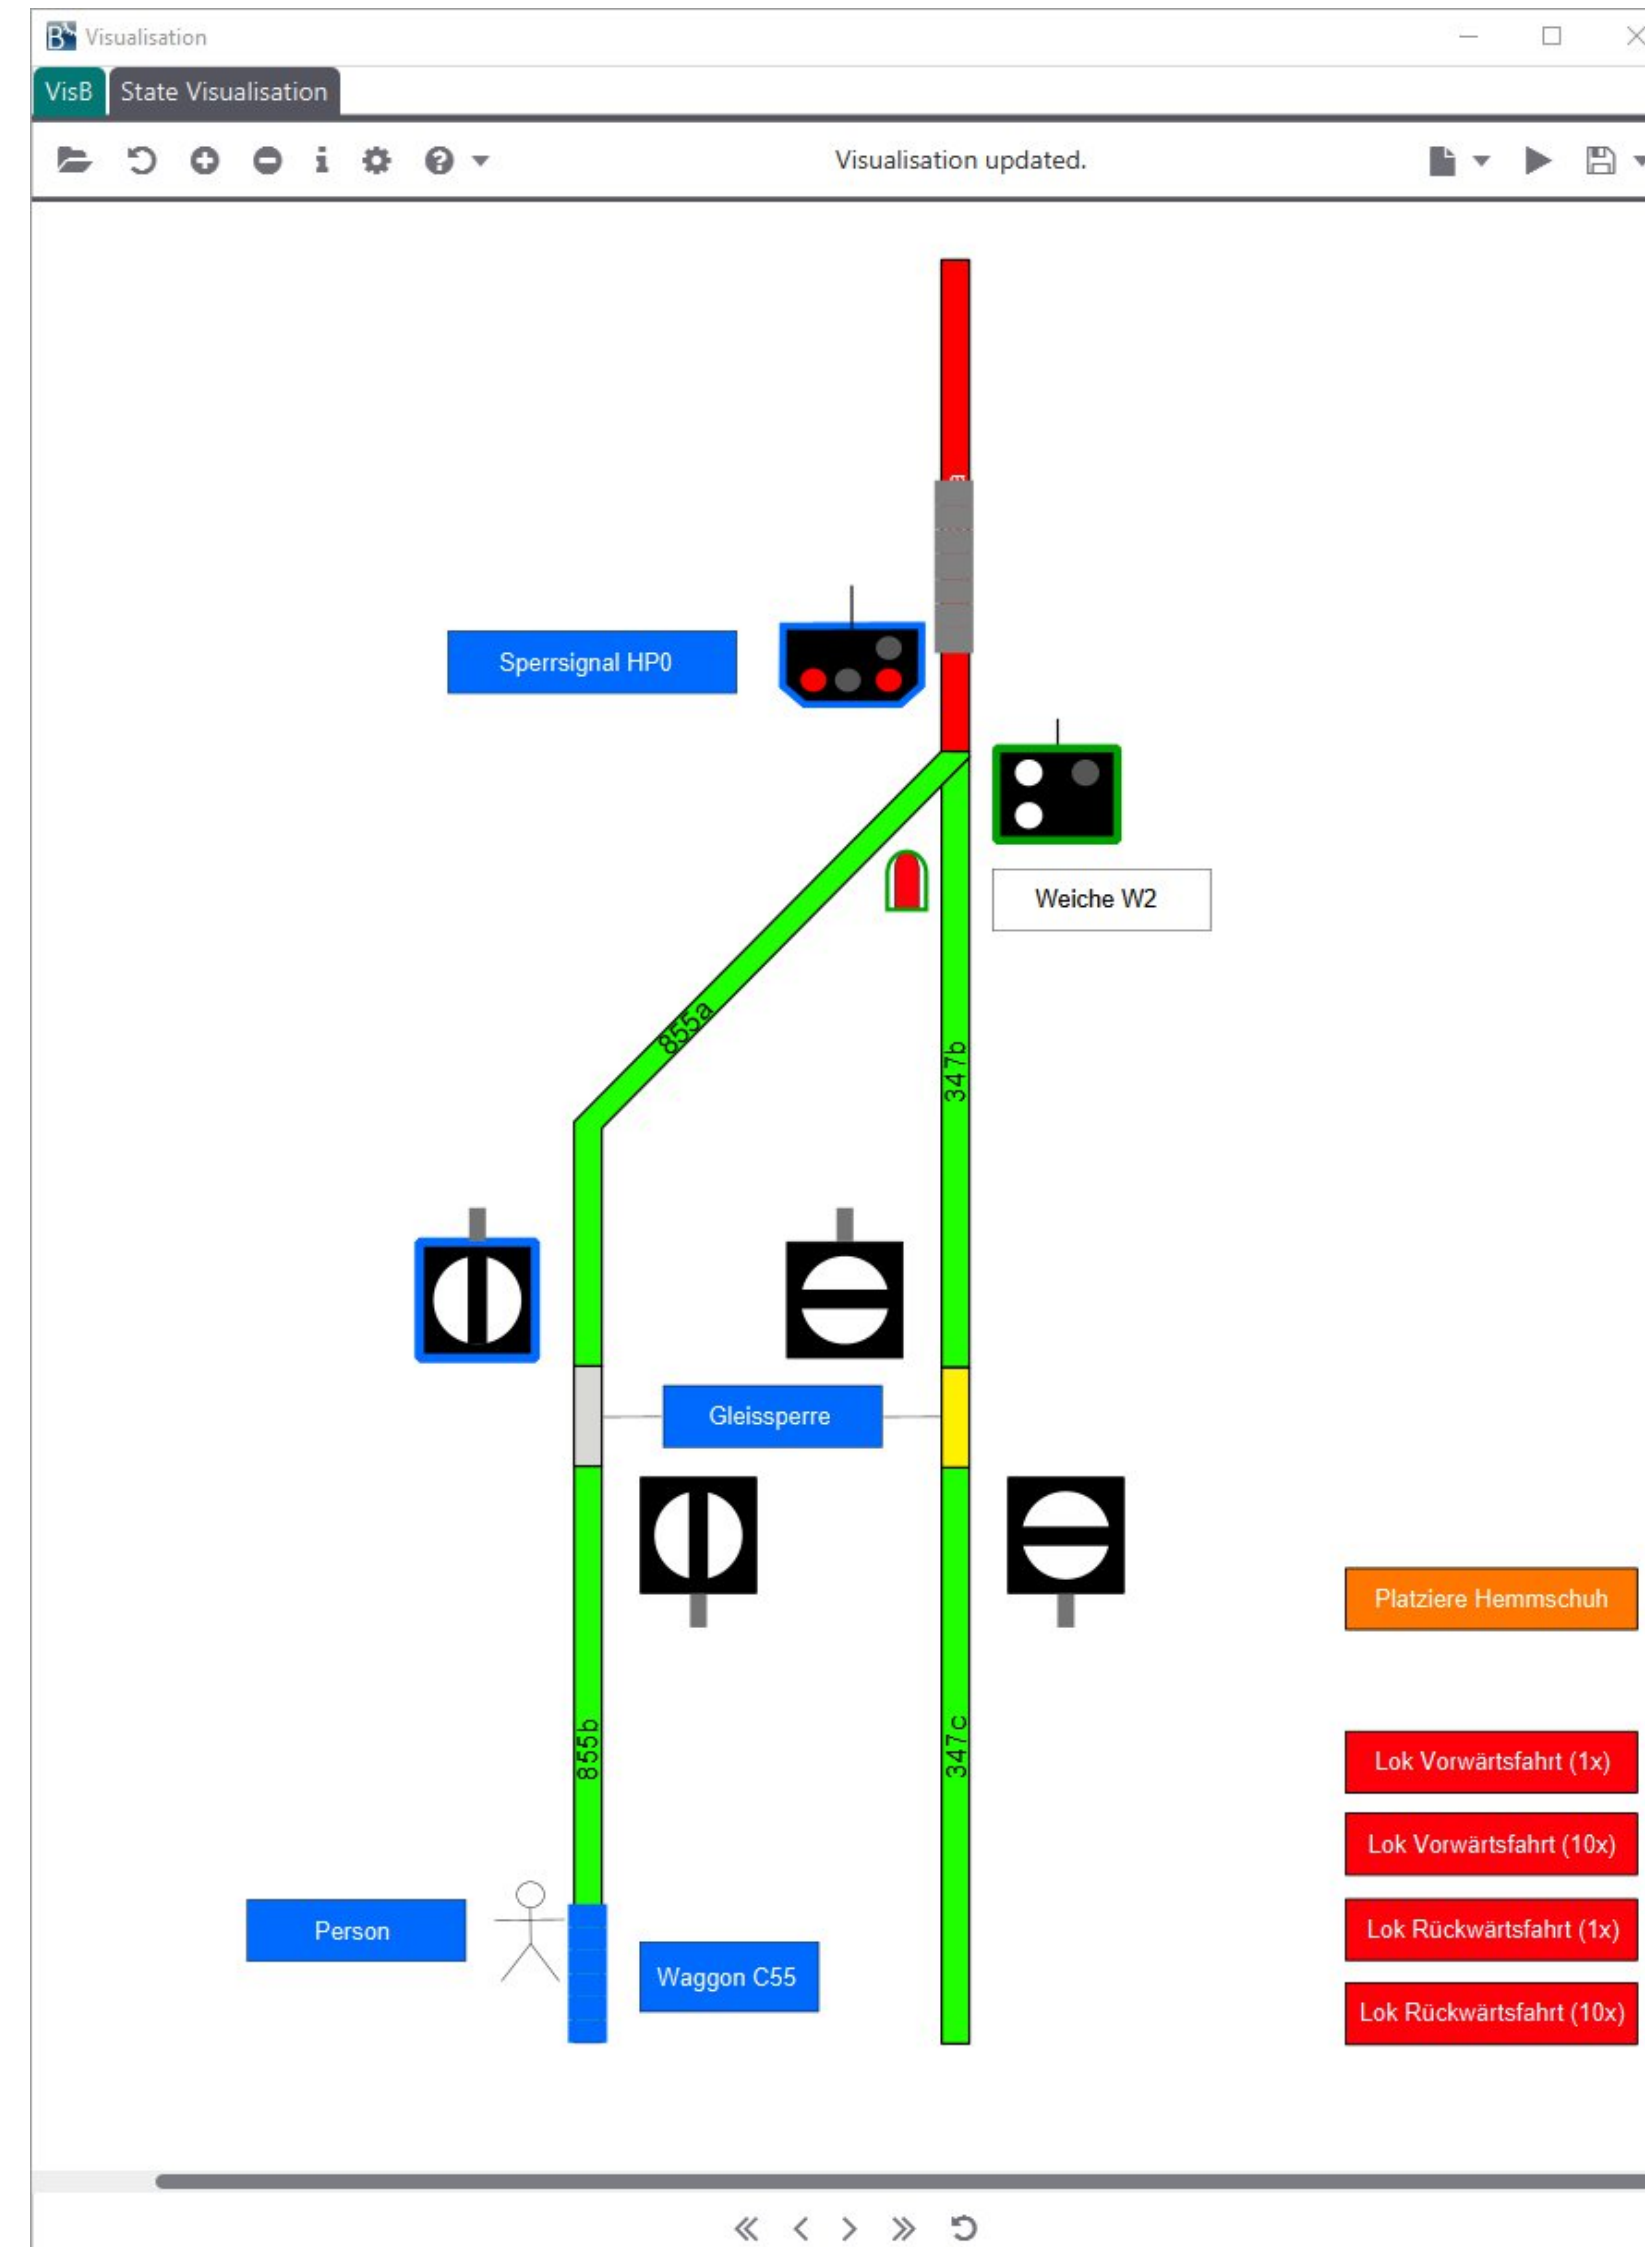 Visualisation
VisB State Visualisation
Visualisation updated.
Sperrsignal HP0
Weiche W2
855a
347b
Gleissperre
Platziere Hemmschuh
855b
347c
Lok Vorwärtsfahrt (1x)
Lok Vorwärtsfahrt (10x)
Person
Lok Rückwärtsfahrt (1x)
Waggon C55
Lok Rückwärtsfahrt (10x)